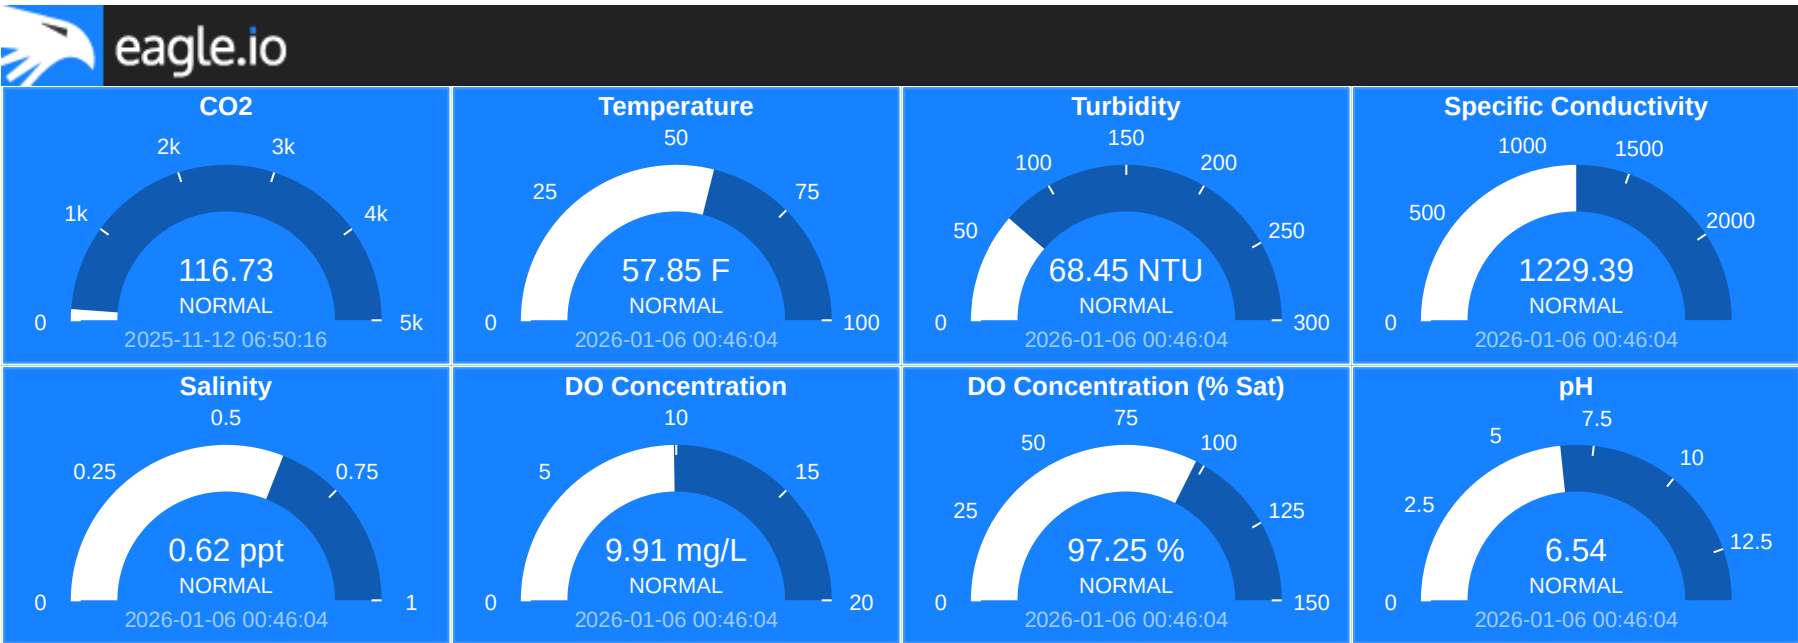 eagle.io
CO2
0
1k
2k
3k
4k
5k
116.73
NORMAL
2025-11-12 06:50:16
Temperature
0
25
50
75
100
57.85 F
NORMAL
2026-01-06 00:46:04
Turbidity
0
50
100
150
200
250
300
68.45 NTU
NORMAL
2026-01-06 00:46:04
Specific Conductivity
0
500
1000
1500
2000
1229.39
NORMAL
2026-01-06 00:46:04
Salinity
0
0.25
0.5
0.75
1
0.62 ppt
NORMAL
2026-01-06 00:46:04
DO Concentration
0
5
10
15
20
9.91 mg/L
NORMAL
2026-01-06 00:46:04
DO Concentration (% Sat)
0
25
50
75
100
125
150
97.25 %
NORMAL
2026-01-06 00:46:04
pH
0
2.5
5
7.5
10
12.5
6.54
NORMAL
2026-01-06 00:46:04